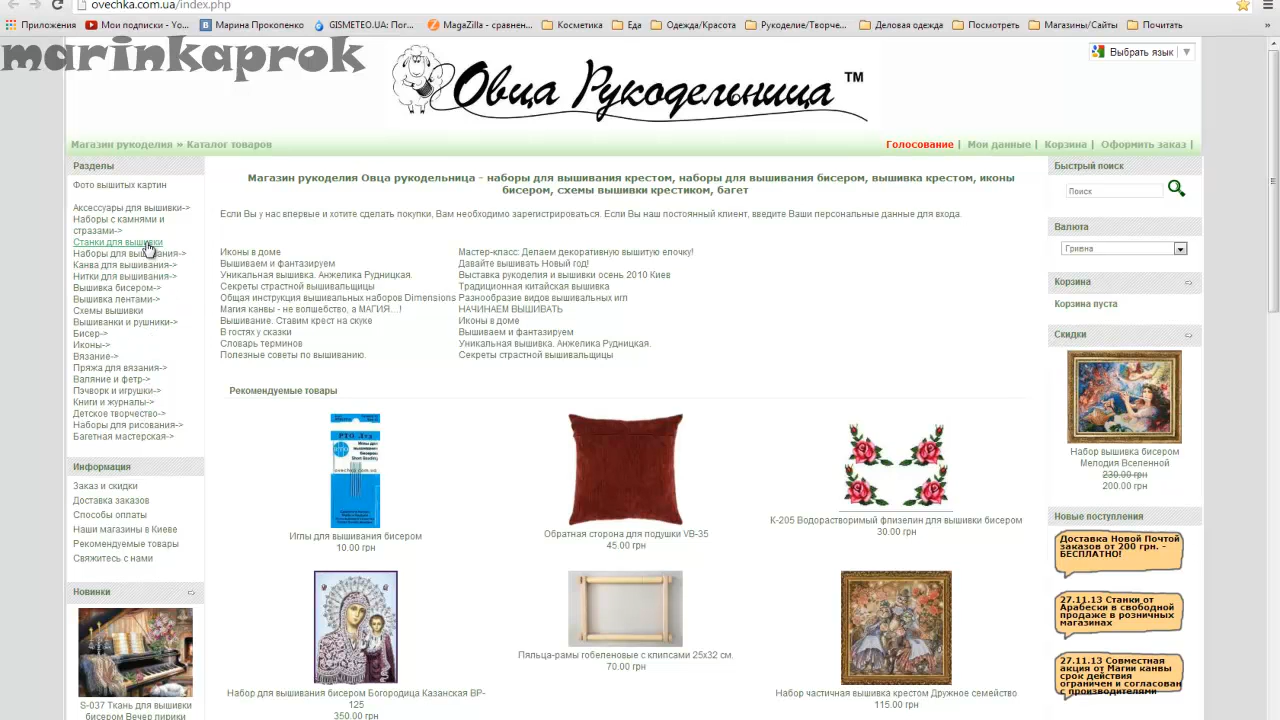 ovechka.com.ua/index.php
Приложения
Мои подписки - Yo...
Марина Прокопенко
GISMETEO.UA: Пог...
MagaZilla - сравнен...
Косметика
Еда
Одежа/Красота
Рукоделие/Творче...
Деловая одежда
Посмотреть
Магазины/Сайты
Почитать
»
marinkaprok
Овца Рукодельница ™
Выбрать язык
Магазин рукоделия » Каталог товаров
Голосование | Мои данные | Корзина | Оформить заказ |
Разделы
Фото вышитых картин
Аксессуары для вышивки->
Наборы с камнями и
стразами->
Станки для вышивки
Наборы для вышивания->
Канва для вышивания->
Нитки для вышивания->
Вышивка бисером->
Вышивка лентами->
Схемы вышивки
Вышиванки и рушники->
Бисер->
Иконы->
Вязание->
Пряжа для вязания->
Валяние и фетр->
Пэчворк и игрушки->
Книги и журналы->
Детское творчество->
Наборы для рисования->
Багетная мастерская->
Информация
Заказ и скидки
Доставка заказов
Способы оплаты
Наши магазины в Киеве
Рекомендуемые товары
Свяжитесь с нами
Новинки
S-037 Ткань для вышивки
бисером Вечер лирики
Магазин рукоделия Овца рукодельница - наборы для вышивания крестом, наборы для вышивания бисером, вышивка крестом, иконы
бисером, схемы вышивки крестиком, багет
Если Вы у нас впервые и хотите сделать покупки, Вам необходимо зарегистрироваться. Если Вы наш постоянный клиент, введите Ваши персональные данные для входа.
Иконы в доме
Вышиваем и фантазируем
Уникальная вышивка. Анжелика Рудницкая.
Секреты страстной вышивальщицы
Общая инструкция вышивальных наборов Dimensions
Магия канвы - не волшебство, а МАГИЯ...!
Вышивание. Ставим крест на скуке
В гостях у сказки
Словарь терминов
Полезные советы по вышиванию.
Мастер-класс: Делаем декоративную вышитую елочку!
Давайте вышивать Новый год!
Выставка рукоделия и вышивки осень 2010 Киев
Традиционная китайская вышивка
Разнообразие видов вышивальных игл
НАЧИНАЕМ ВЫШИВАТЬ
Иконы в доме
Вышиваем и фантазируем
Уникальная вышивка. Анжелика Рудницкая.
Секреты страстной вышивальщицы
Рекомендуемые товары
Иглы для вышивания бисером
10.00 грн
Обратная сторона для подушки VB-35
45.00 грн
К-205 Водорастворимый флизелин для вышивки бисером
30.00 грн
Набор для вышивания бисером Богородица Казанская ВР-
125
350.00 грн
Пяльца-рамы гобеленовые с клипсами 25х32 см.
70.00 грн
Набор частичная вышивка крестом Дружное семейство
115.00 грн
Быстрый поиск
Поиск
Валюта
Гривна
Корзина
Корзина пуста
Скидки
Набор вышивка бисером
Мелодия Вселенной
230.00 грн
200.00 грн
Новые поступления
Доставка Новой Почтой
заказов от 200 грн. -
БЕСПЛАТНО!
27.11.13 Станки от
Арабески в свободной
продаже в розничных
магазинах
27.11.13 Совместная
акция от Магии канвы
срок действия
ограничен и согласован
с производителями